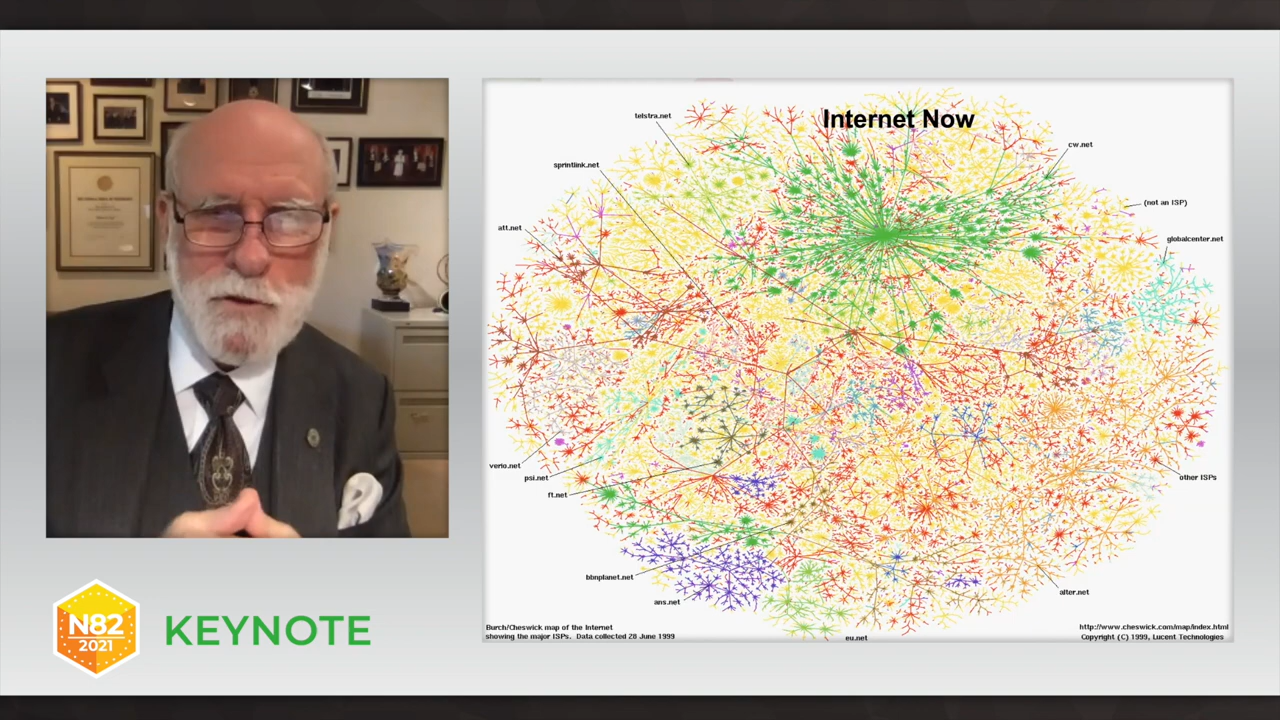 Internet Now
telstra.net
cw.net
sprintlink.net
(not an ISP)
att.net
globalcenter.net
verio.net
psi.net
other ISPs
ft.net
bbnplanet.net
alter.net
ans.net
Burch/Cheswick map of the Internet
showing the major ISPs. Data collected 28 June 1999
eu.net
http://www.cheswick.com/map/index.html
Copyright (C) 1999, Lucent Technologies
N82
2021
KEYNOTE